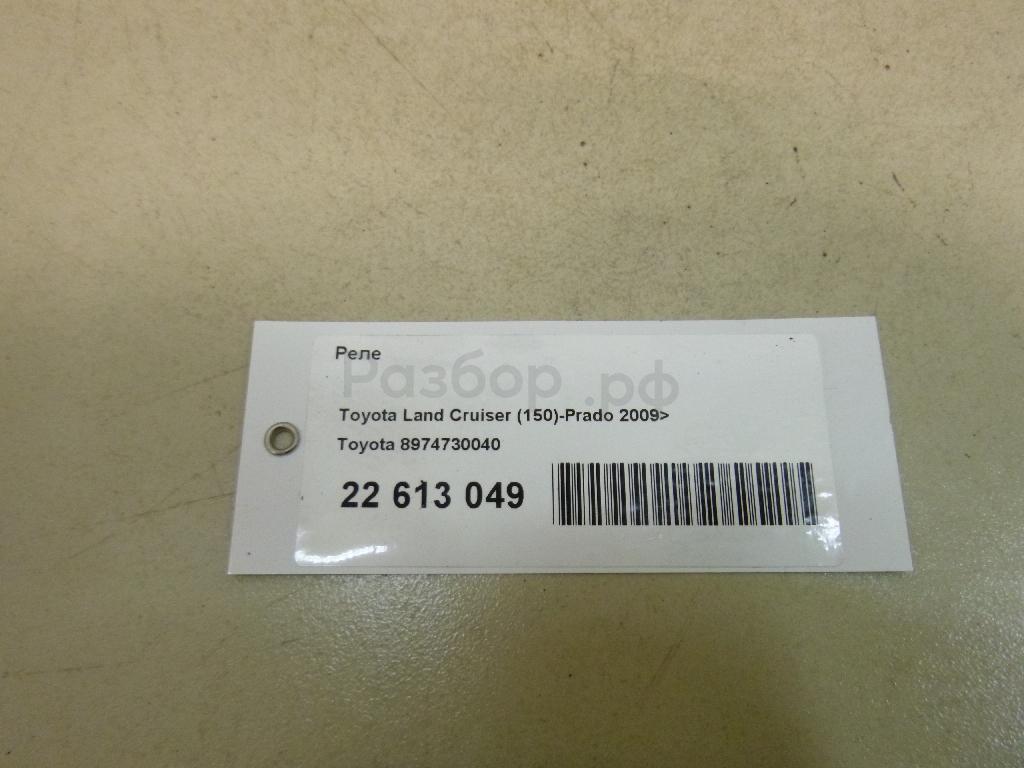 Реле
Разбор.рф
Toyota Land Cruiser (150)-Prado 2009>
Toyota 8974730040
22 613 049